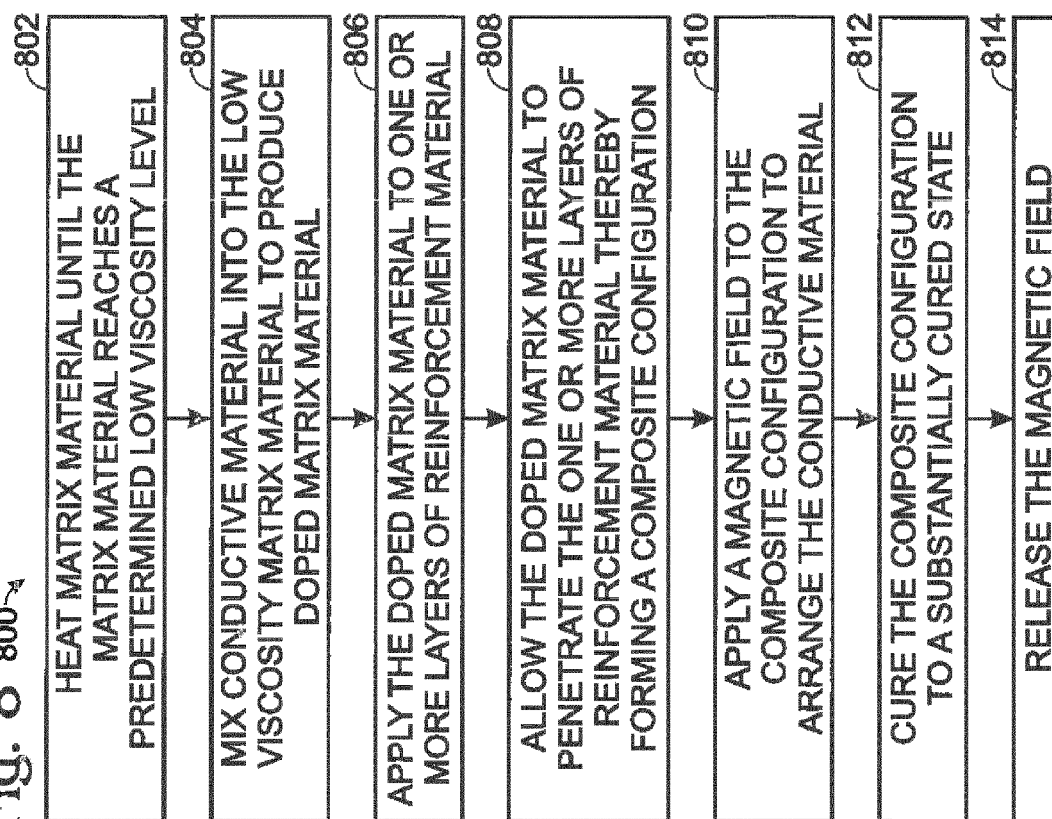 Fig. 8
800
802
HEAT MATRIX MATERIAL UNTIL THE
MATRIX MATERIAL REACHES A
PREDETERMINED LOW VISCOSITY LEVEL
804
MIX CONDUCTIVE MATERIAL INTO THE LOW
VISCOSITY MATRIX MATERIAL TO PRODUCE
DOPED MATRIX MATERIAL
806
APPLY THE DOPED MATRIX MATERIAL TO ONE OR
MORE LAYERS OF REINFORCEMENT MATERIAL
808
ALLOW THE DOPED MATRIX MATERIAL TO
PENETRATE THE ONE OR MORE LAYERS OF
REINFORCEMENT MATERIAL THEREBY
FORMING A COMPOSITE CONFIGURATION
810
APPLY A MAGNETIC FIELD TO THE
COMPOSITE CONFIGURATION TO
ARRANGE THE CONDUCTIVE MATERIAL
812
CURE THE COMPOSITE CONFIGURATION
TO A SUBSTANTIALLY CURED STATE
814
RELEASE THE MAGNETIC FIELD